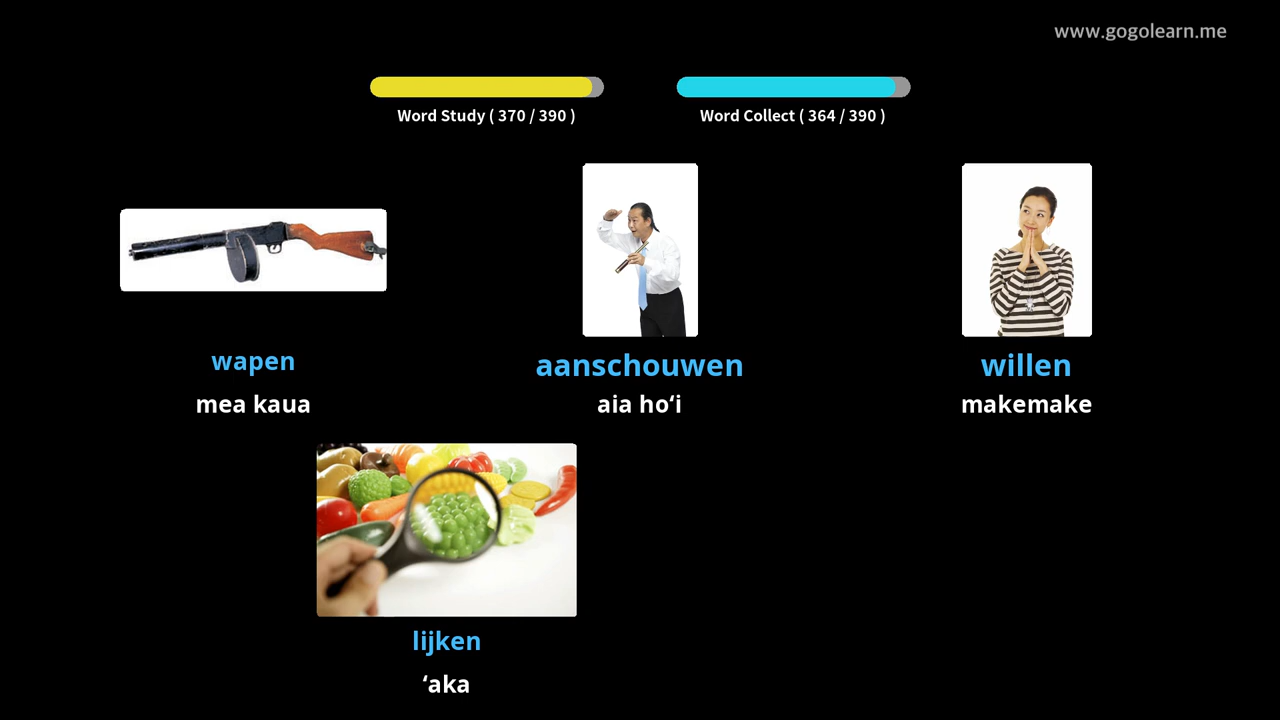 www.gogolearn.me
Word Study ( 370 / 390 )
Word Collect ( 364 / 390 )
wapen
mea kaua
aanschouwen
aia hoʻi
willen
makemake
lijken
ʻaka